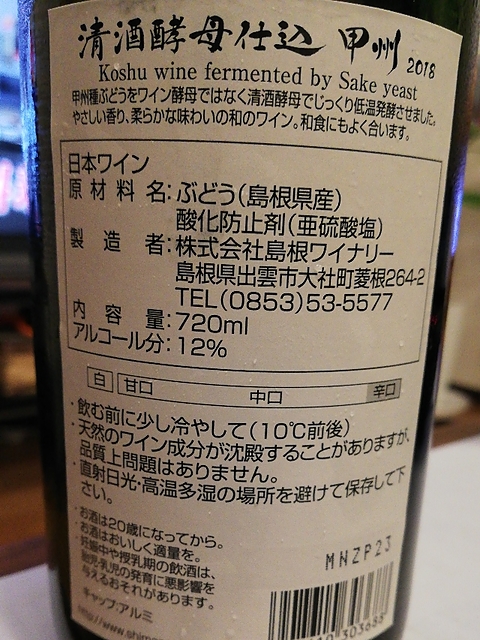 清酒酵母仕込 甲州 2018
Koshu wine fermented by Sake yeast
甲州種ぶどうをワイン酵母ではなく清酒酵母でじっくり低温発酵させました。
やさしい香り、柔らかな味わいの和のワイン。和食にもよく合います。
日本ワイン
原材料名：ぶどう（島根県産）
酸化防止剤（亜硫酸塩）
製造者：株式会社島根ワイナリー
島根県出雲市大社町菱根264-2
TEL（0853）53-5577
内容量：720ml
アルコール分：12%
白 甘口 中口 辛口
・飲む前に少し冷やして（10℃前後）
・天然のワイン成分が沈殿することがありますが、
品質上問題はありません。
・直射日光・高温多湿の場所を避けて保存して下
さい。
・お酒は20歳になってから。
・お酒はおいしく適量を。
・妊娠中や授乳期の飲酒は、
胎児・乳児の発育に悪影響を
与えるおそれがあります。
キャップ：アルミ
MNZP23
http://www.shima